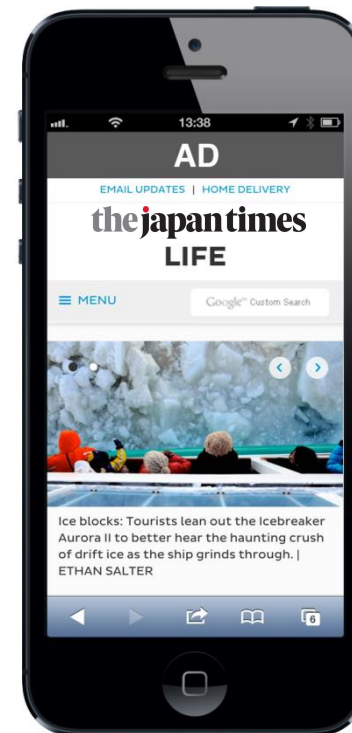 13:38
AD
EMAIL UPDATES | HOME DELIVERY
the japan times
LIFE
MENU
Google™ Custom Search
Ice blocks: Tourists lean out the Icebreaker
Aurora II to better hear the haunting crush
of drift ice as the ship grinds through. |
ETHAN SALTER
6